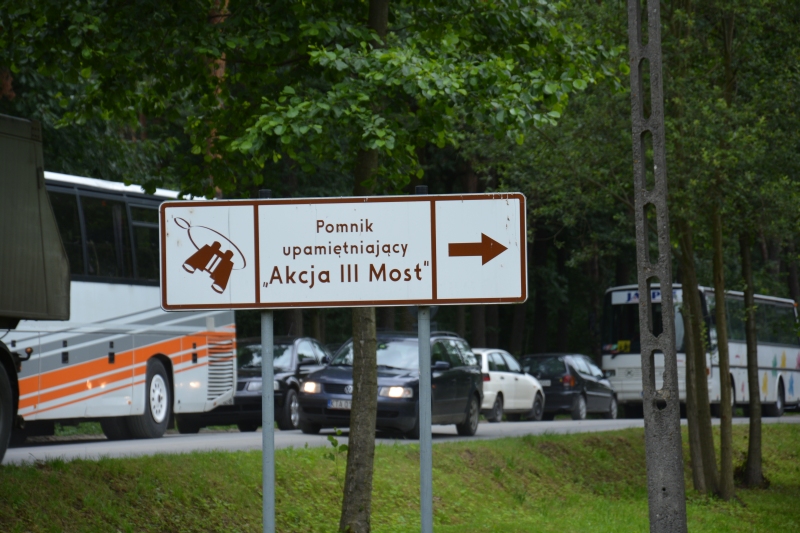 Pomnik
upamiętniający
„Akcja III Most"